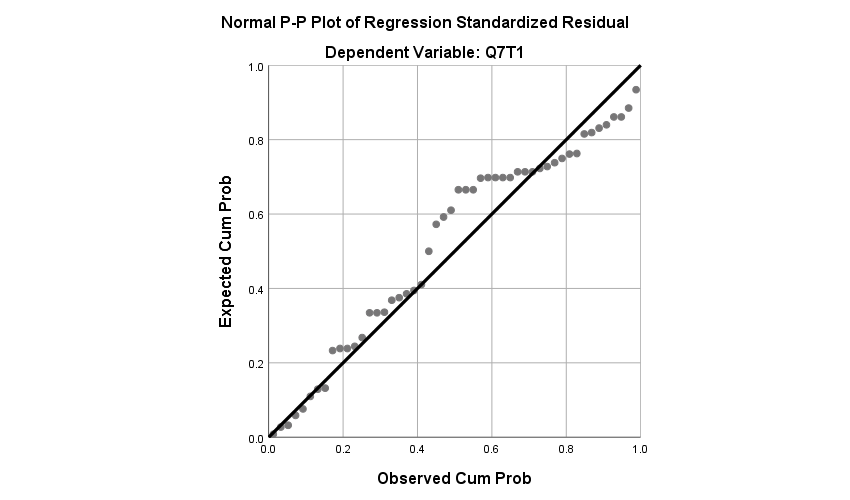 Normal P-P Plot of Regression Standardized Residual
Dependent Variable: Q7T1
1.0
0.8
0.6
0.4
0.2
0.0
0.0 0.2 0.4 0.6 0.8 1.0
Expected Cum Prob
Observed Cum Prob